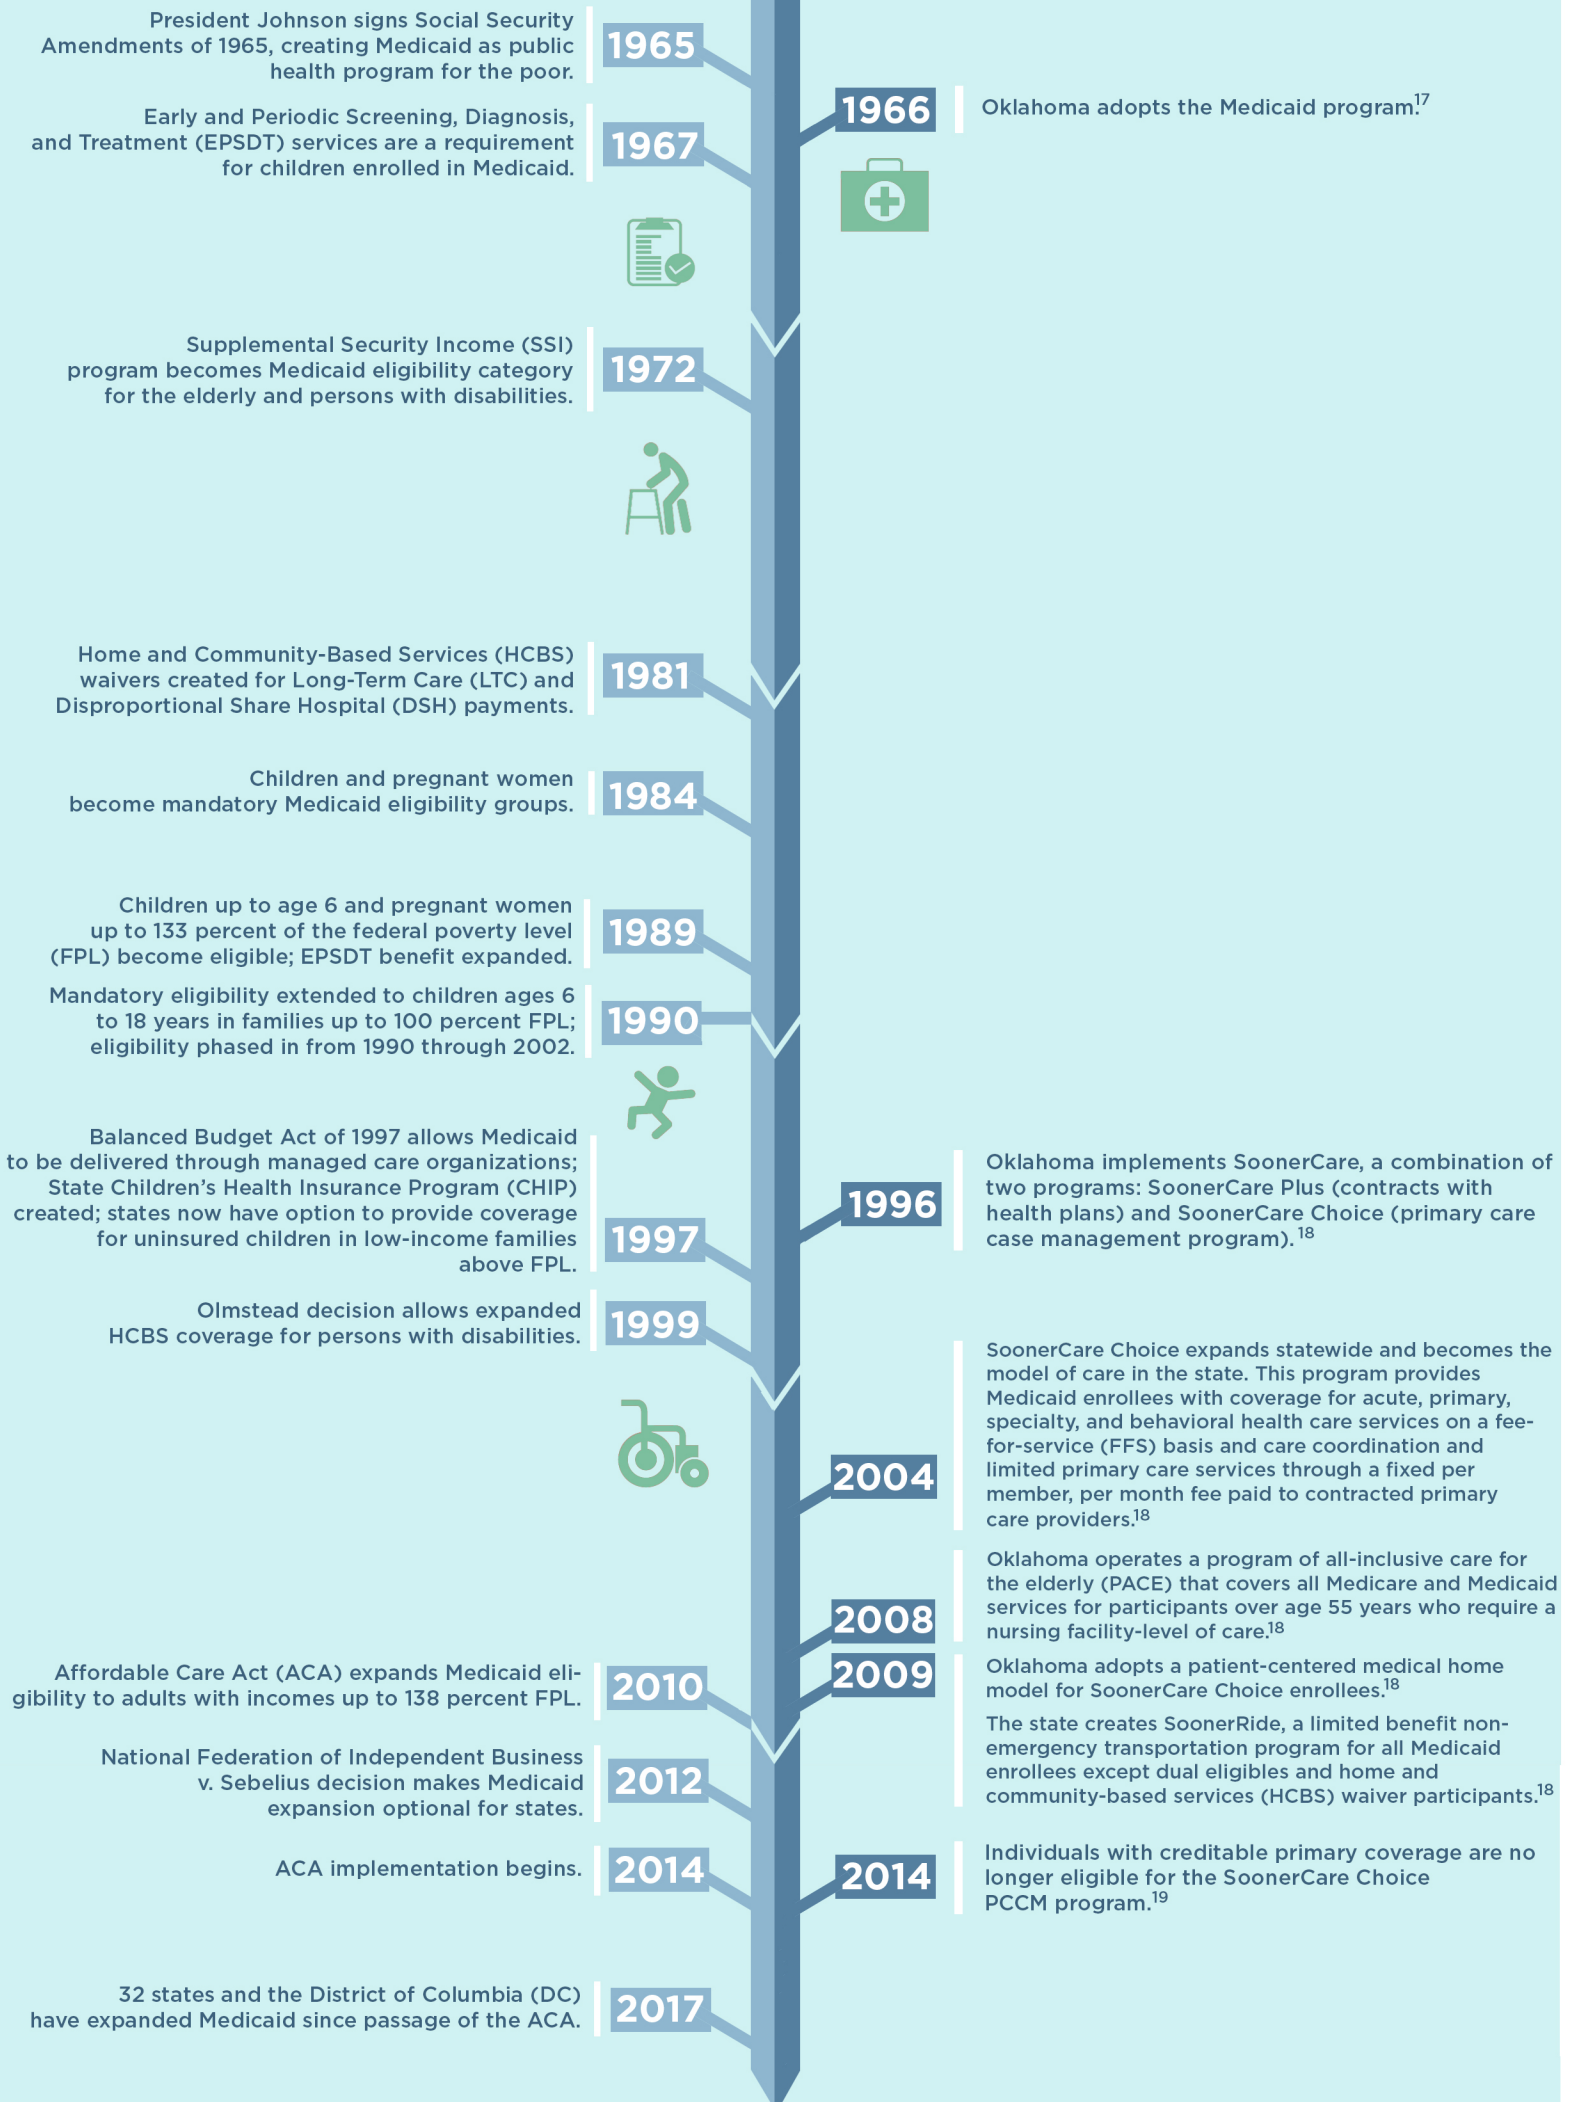 President Johnson signs Social Security
Amendments of 1965, creating Medicaid as public
health program for the poor.
1965
1966
Oklahoma adopts the Medicaid program.17
Early and Periodic Screening, Diagnosis,
and Treatment (EPSDT) services are a requirement
for children enrolled in Medicaid.
1967
Supplemental Security Income (SSI)
program becomes Medicaid eligibility category
for the elderly and persons with disabilities.
1972
Home and Community-Based Services (HCBS)
waivers created for Long-Term Care (LTC) and
Disproportional Share Hospital (DSH) payments.
1981
Children and pregnant women
become mandatory Medicaid eligibility groups.
1984
Children up to age 6 and pregnant women
up to 133 percent of the federal poverty level
(FPL) become eligible; EPSDT benefit expanded.
1989
Mandatory eligibility extended to children ages 6
to 18 years in families up to 100 percent FPL;
eligibility phased in from 1990 through 2002.
1990
Balanced Budget Act of 1997 allows Medicaid
to be delivered through managed care organizations;
State Children's Health Insurance Program (CHIP)
created; states now have option to provide coverage
for uninsured children in low-income families
above FPL.
1997
1996
Oklahoma implements SoonerCare, a combination of
two programs: SoonerCare Plus (contracts with
health plans) and SoonerCare Choice (primary care
case management program).18
Olmstead decision allows expanded
HCBS coverage for persons with disabilities.
1999
2004
SoonerCare Choice expands statewide and becomes the
model of care in the state. This program provides
Medicaid enrollees with coverage for acute, primary,
specialty, and behavioral health care services on a fee-
for-service (FFS) basis and care coordination and
limited primary care services through a fixed per
member, per month fee paid to contracted primary
care providers.18
2008
Oklahoma operates a program of all-inclusive care for
the elderly (PACE) that covers all Medicare and Medicaid
services for participants over age 55 years who require a
nursing facility-level of care.18
2009
Oklahoma adopts a patient-centered medical home
model for SoonerCare Choice enrollees.18
The state creates SoonerRide, a limited benefit non-
emergency transportation program for all Medicaid
enrollees except dual eligibles and home and
community-based services (HCBS) waiver participants.18
Affordable Care Act (ACA) expands Medicaid eli-
gibility to adults with incomes up to 138 percent FPL.
2010
National Federation of Independent Business
v. Sebelius decision makes Medicaid
expansion optional for states.
2012
ACA implementation begins.
2014
2014
Individuals with creditable primary coverage are no
longer eligible for the SoonerCare Choice
PCCM program.19
32 states and the District of Columbia (DC)
have expanded Medicaid since passage of the ACA.
2017